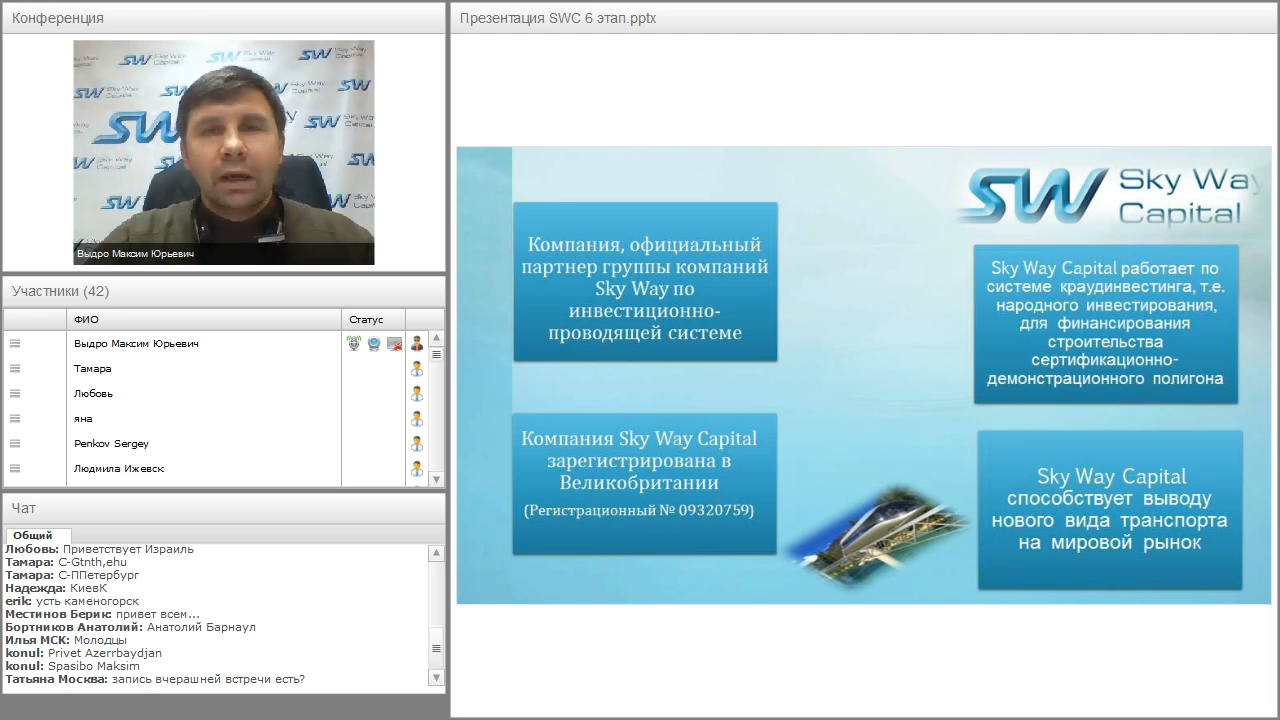 Конференция
Sky Way
Capital
SW
Выдро Максим Юрьевич
Участники (42)
ФИО
Статус
Выдро Максим Юрьевич
Тамара
Любовь
яна
Penkov Sergey
Людмила Ижевск
Чат
Общий
Любовь: Приветствует Израиль
Тамара: C-Gtnth,ehu
Тамара: С-ППетербург
Надежда: КиевК
erik: усть каменогорск
Местинов Берик: привет всем...
Бортников Анатолий: Анатолий Барнаул
Илья МСК: Молодцы
konul: Privet Azerrbaydjan
konul: Spasibo Maksim
Татьяна Москва: запись вчерашней встречи есть?
Презентация SWC 6 этап.pptx
SW Sky Way
Capital
Компания, официальный
партнер группы компаний
Sky Way по
инвестиционно-
проводящей системе
Sky Way Capital работает по
системе краудинвестинга, т.е.
народного инвестирования,
для финансирования
строительства
сертификационно-
демонстрационного полигона
Компания Sky Way Capital
зарегистрирована в
Великобритании
(Регистрационный № 09320759)
Sky Way Capital
способствует выводу
нового вида транспорта
на мировой рынок